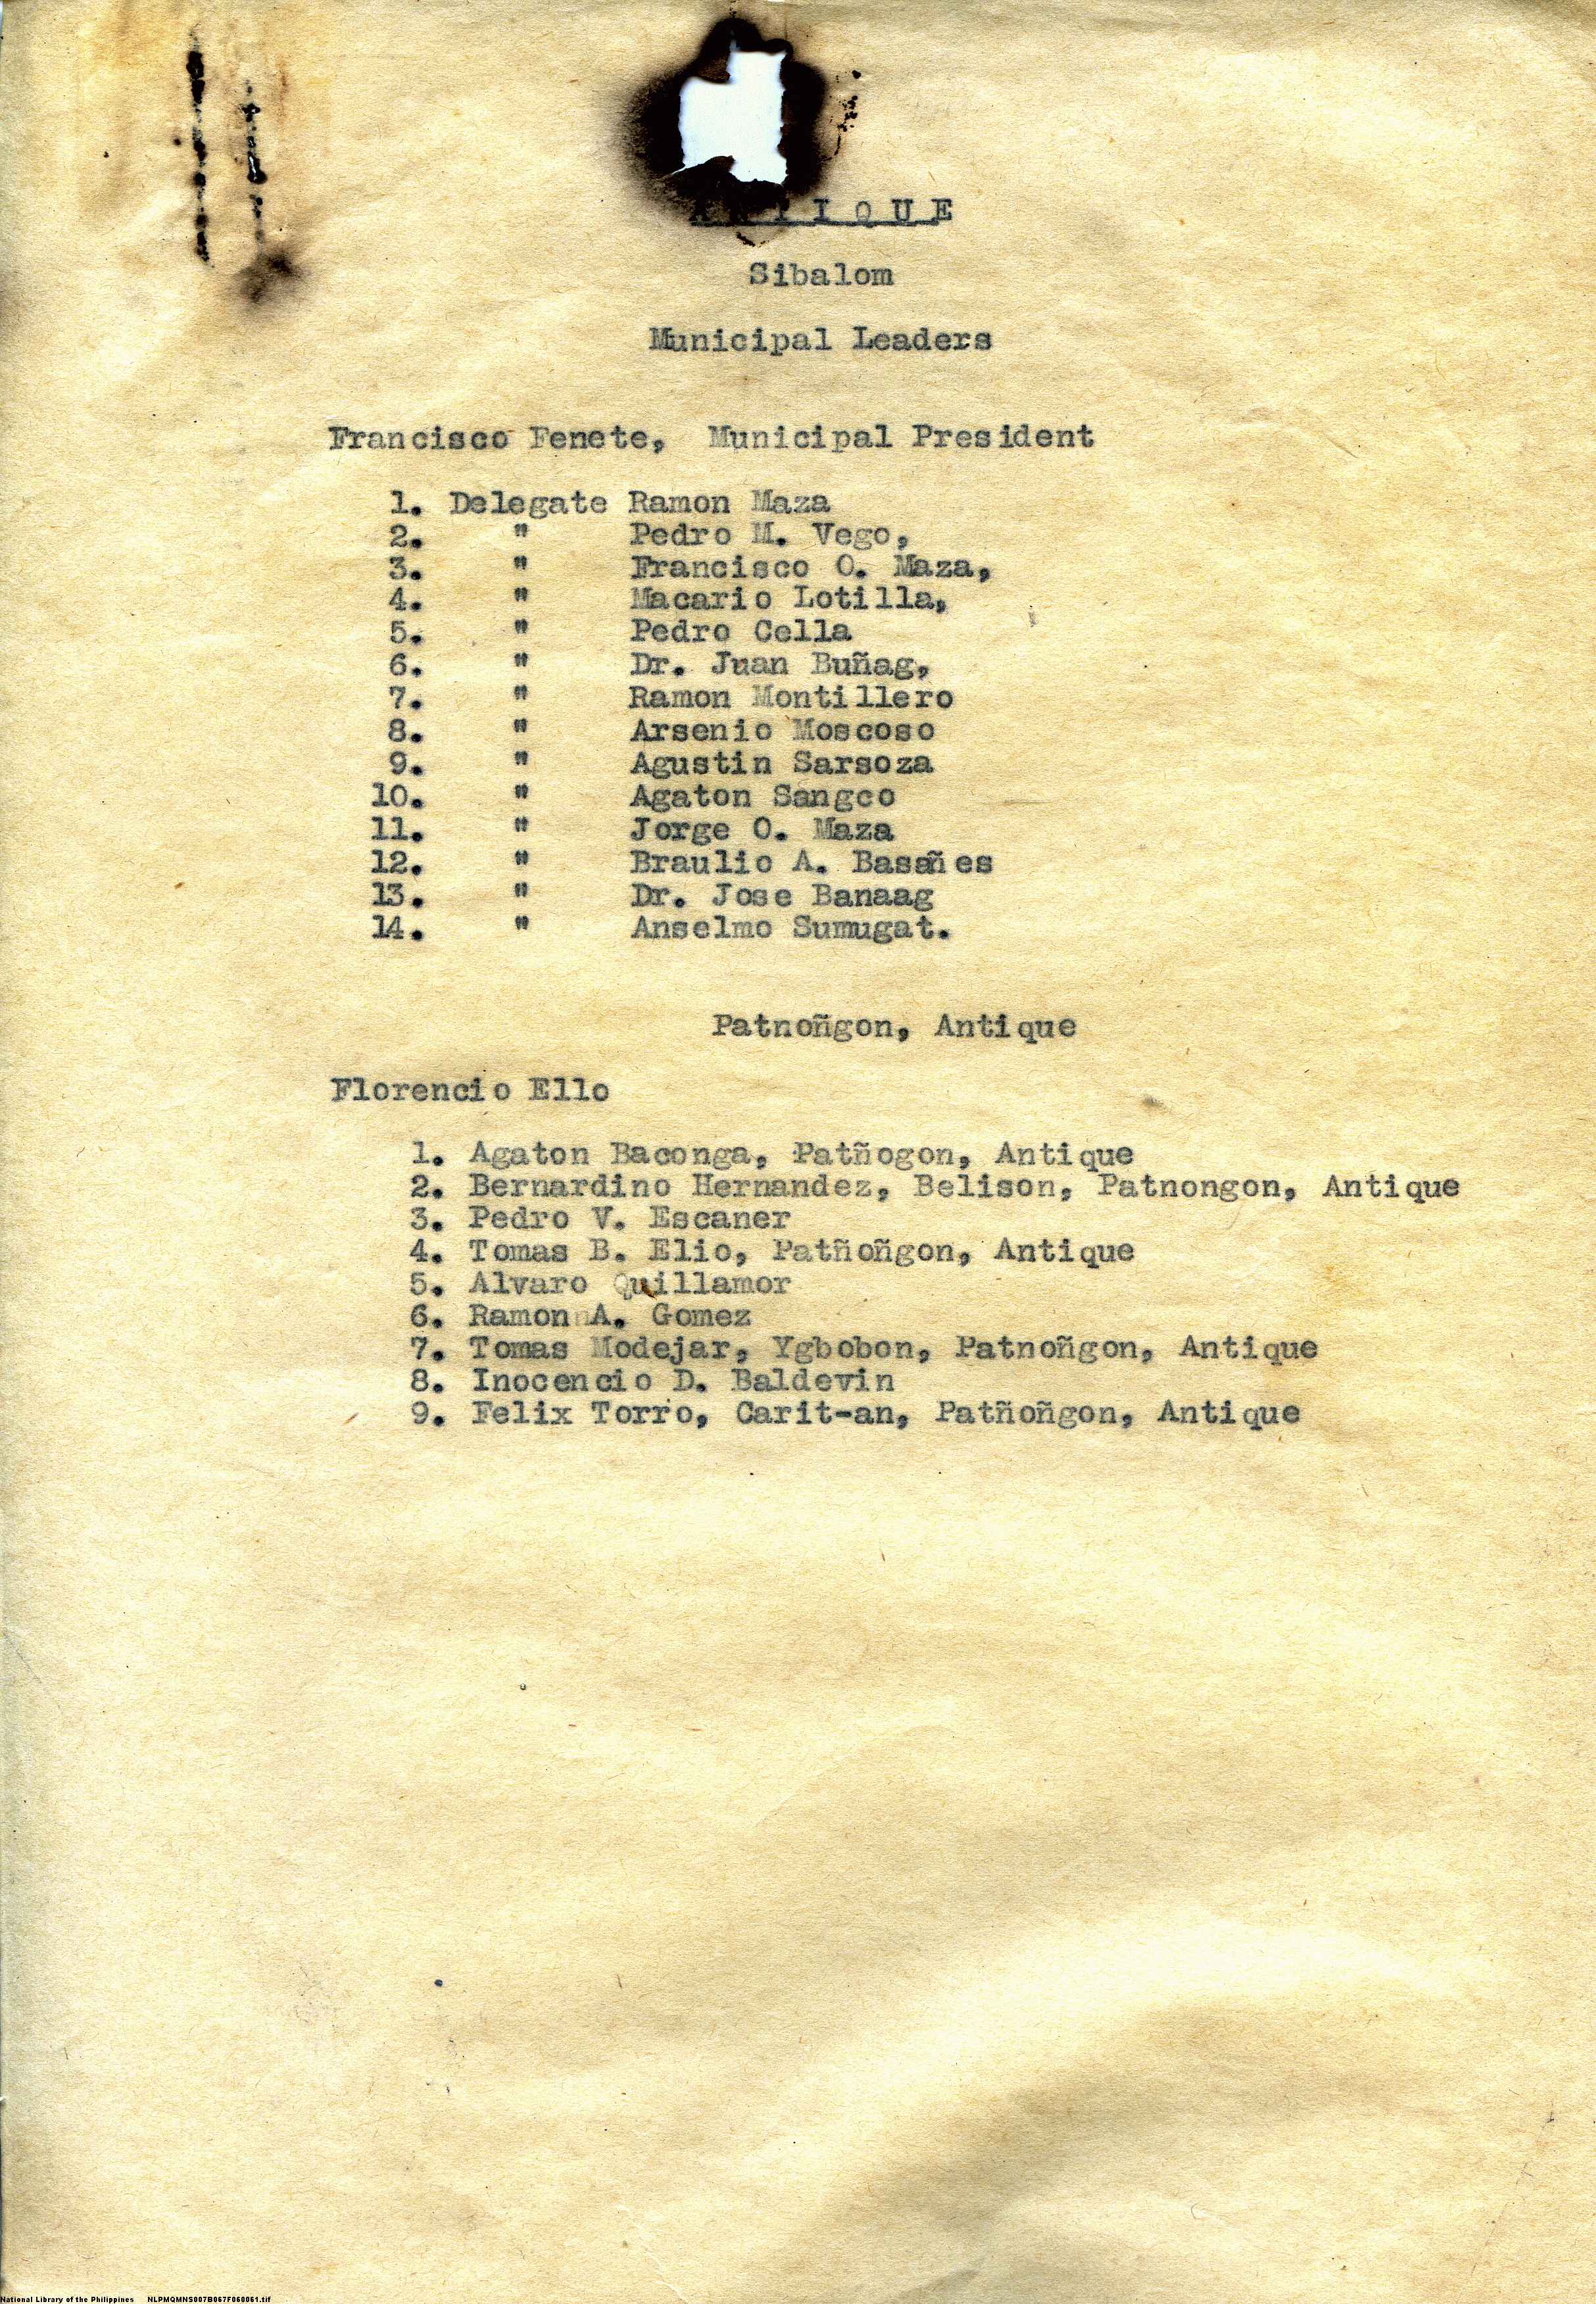 ANTIQUE
Sibalom
Municipal Leaders
Francisco Fenete, Municipal President
1. Delegate Ramon Maza
2. " Pedro M. Vego,
3. " Francisco O. Maza,
4. " Macario Lotilla,
5. " Pedro Cella
6. " Dr. Juan Buñag,
7. " Ramon Montillero
8. " Arsenio Moscoso
9. " Agustin Sarsoza
10. " Agaton Sangco
11. " Jorge O. Maza
12. " Braulio A. Basañes
13. " Dr. Jose Banaag
14. " Anselmo Sumugat.
Patnoñgon, Antique
Florencio Ello
1. Agaton Baconga, Patñogon, Antique
2. Bernardino Hernandez, Belison, Patnongon, Antique
3. Pedro V. Escaner
4. Tomas B. Elio, Patñoñgon, Antique
5. Alvaro Quillamor
6. Ramon A. Gomez
7. Tomas Modejar, Ygbobon, Patnoñgon, Antique
8. Inocencio D. Baldevin
9. Felix Torro, Carit-an, Patñoñgon, Antique
National Library of the Philippines NLPMQMNS007B067F060061.tif